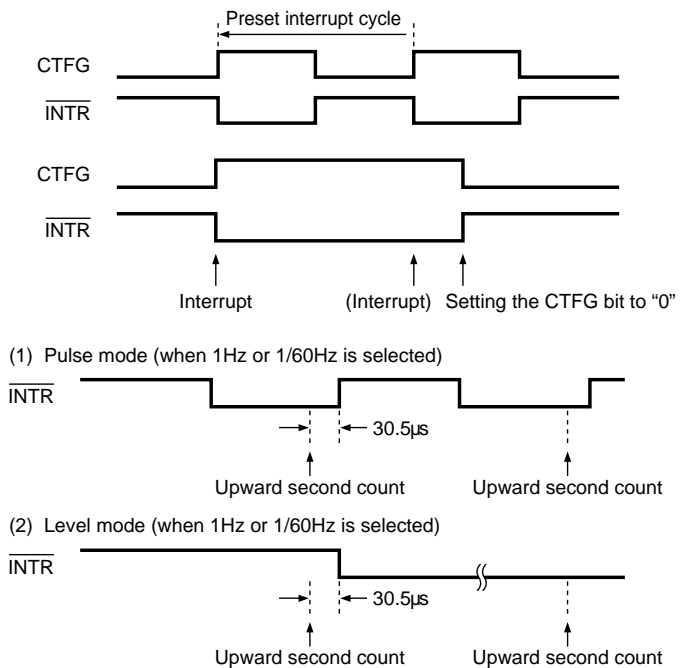 Preset interrupt cycle
CTFG
INTR
CTFG
INTR
Interrupt (Interrupt) Setting the CTFG bit to “0”
(1) Pulse mode (when 1Hz or 1/60Hz is selected)
INTR
30.5µs
Upward second count Upward second count
(2) Level mode (when 1Hz or 1/60Hz is selected)
INTR
30.5µs
Upward second count Upward second count